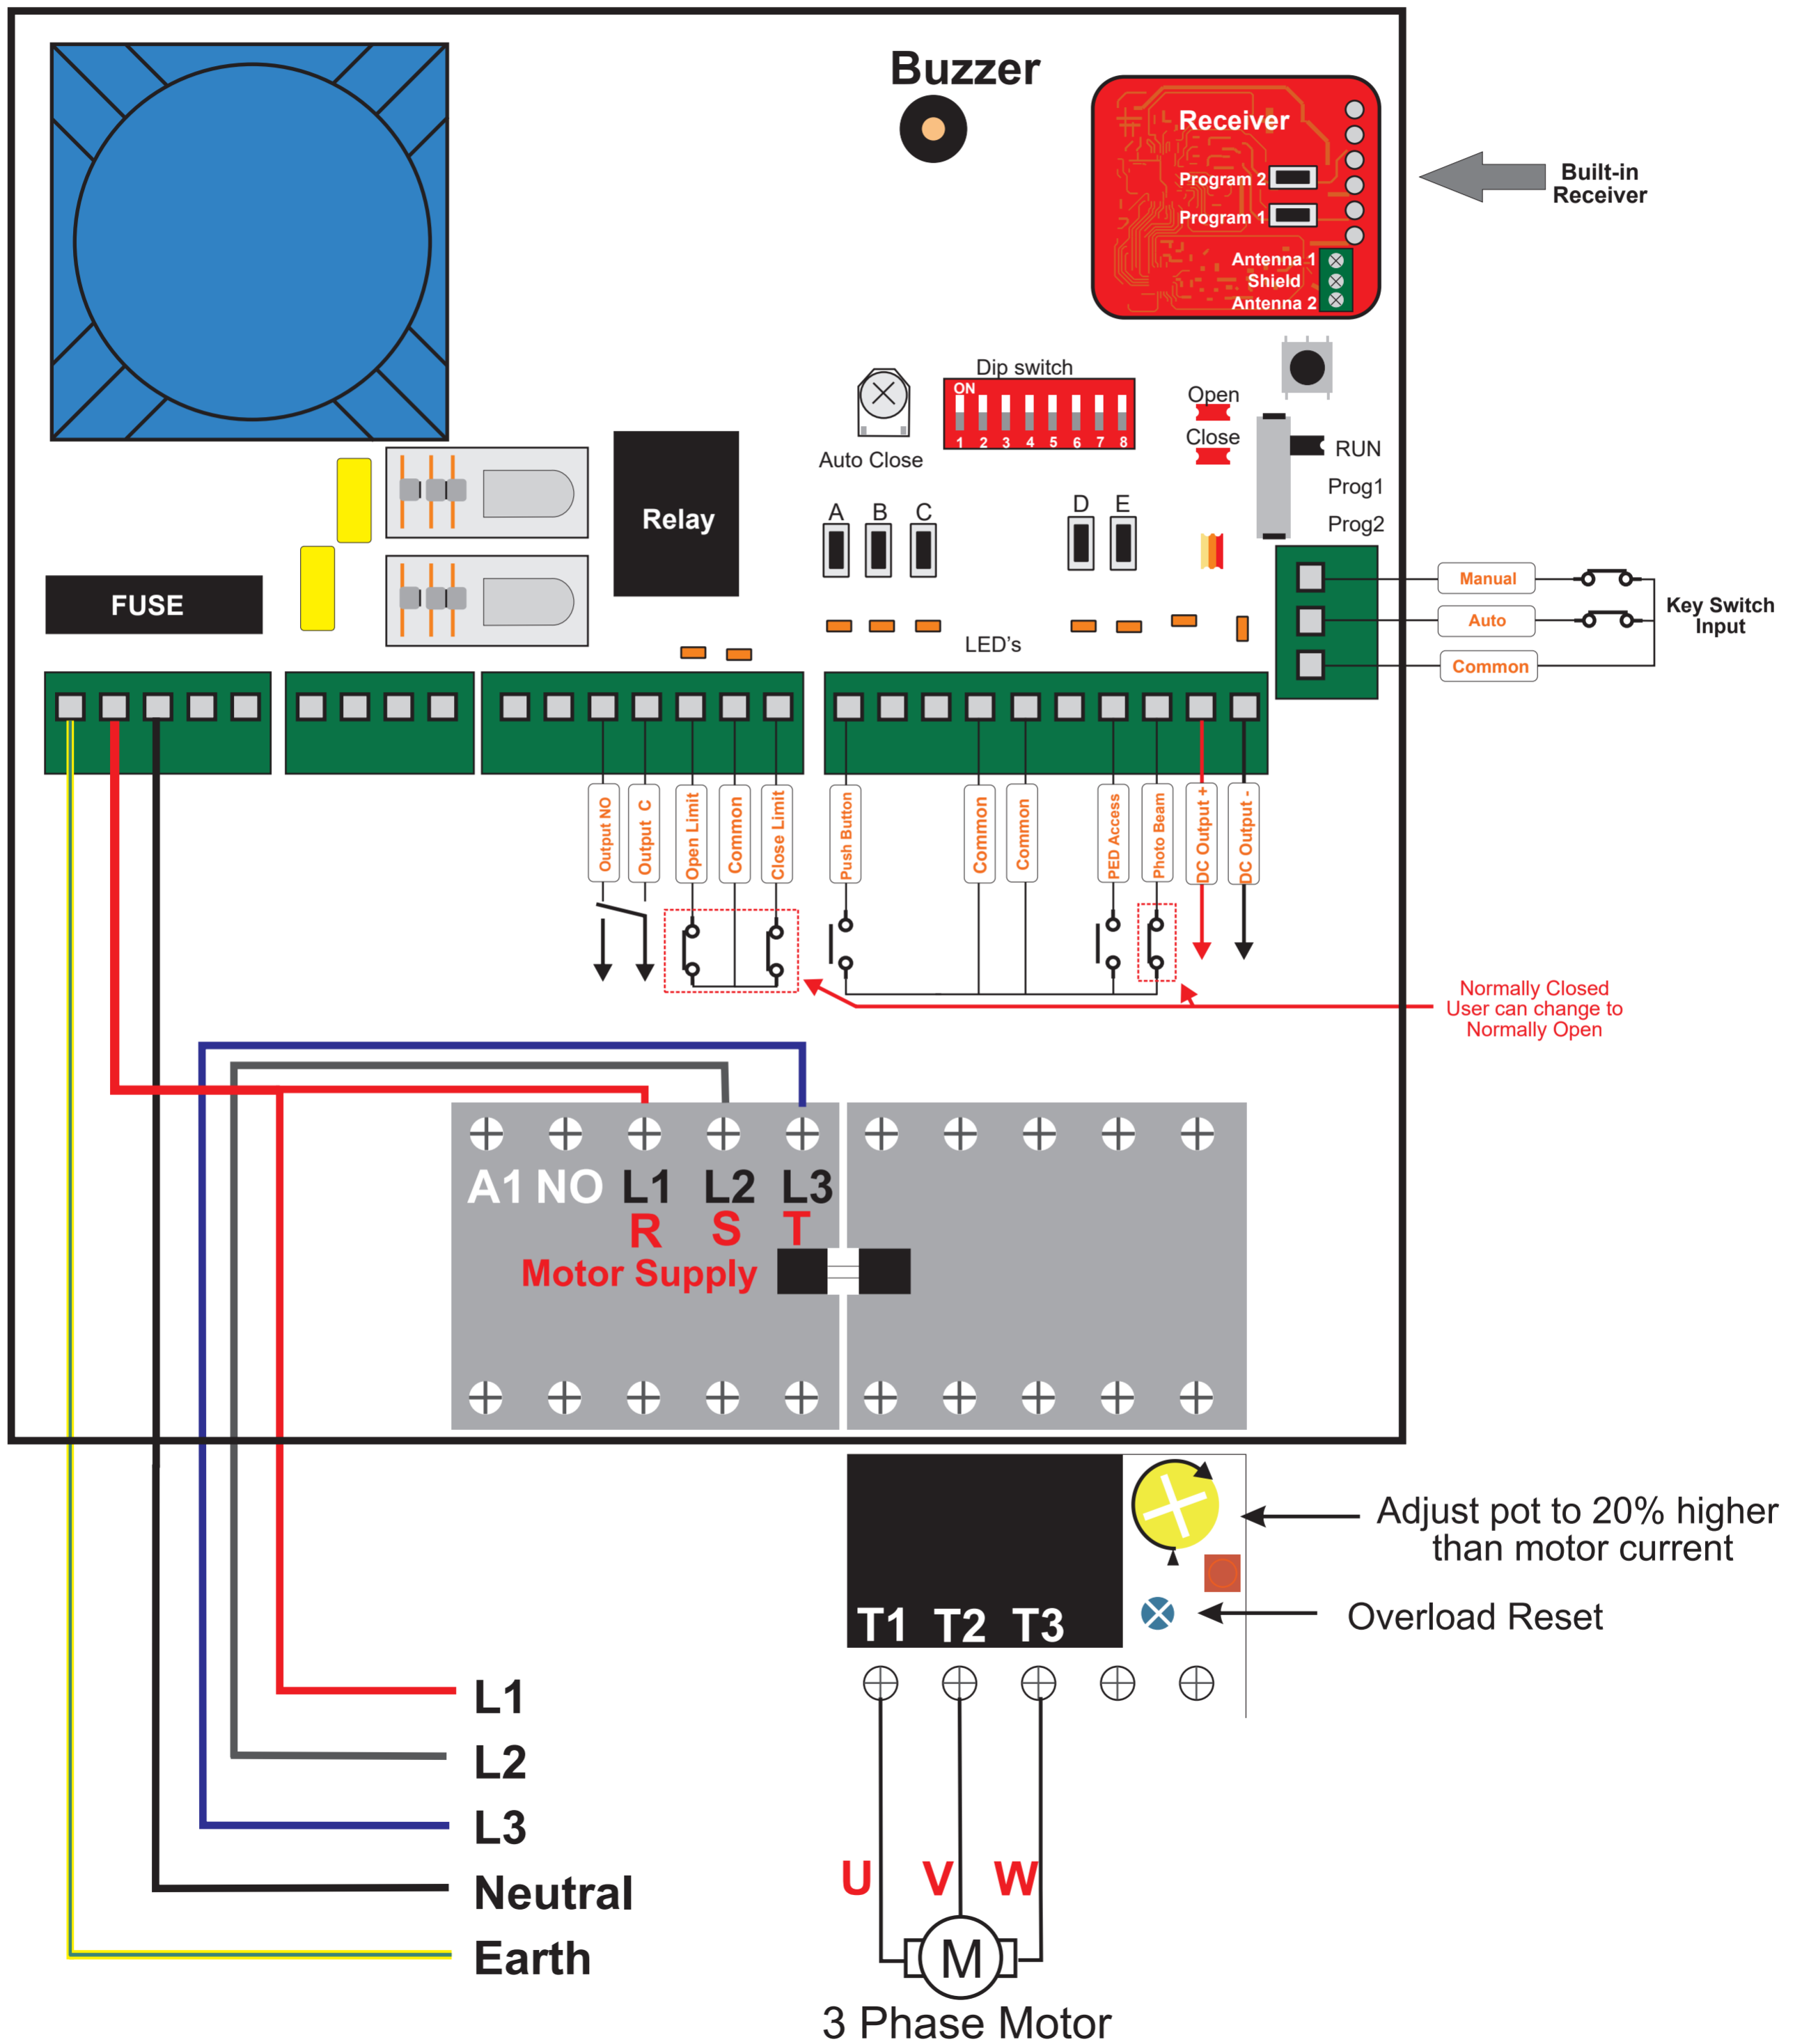 Buzzer
Receiver
Program 2
Program 1
Antenna 1
Shield
Antenna 2
Built-in
Receiver
Dip switch
ON
1 2 3 4 5 6 7 8
Auto Close
Open
Close
RUN
Prog1
Prog2
A B C
D E
Relay
FUSE
LED's
Manual
Auto
Common
Key Switch
Input
Output NO
Output C
Open Limit
Common
Close Limit
Push Button
Common
Common
PED Access
Photo Beam
DC Output +
DC Output -
Normally Closed
User can change to
Normally Open
A1 NO L1 L2 L3
R S T
Motor Supply
Adjust pot to 20% higher
than motor current
Overload Reset
T1 T2 T3
L1
L2
L3
Neutral
Earth
U V W
M
3 Phase Motor